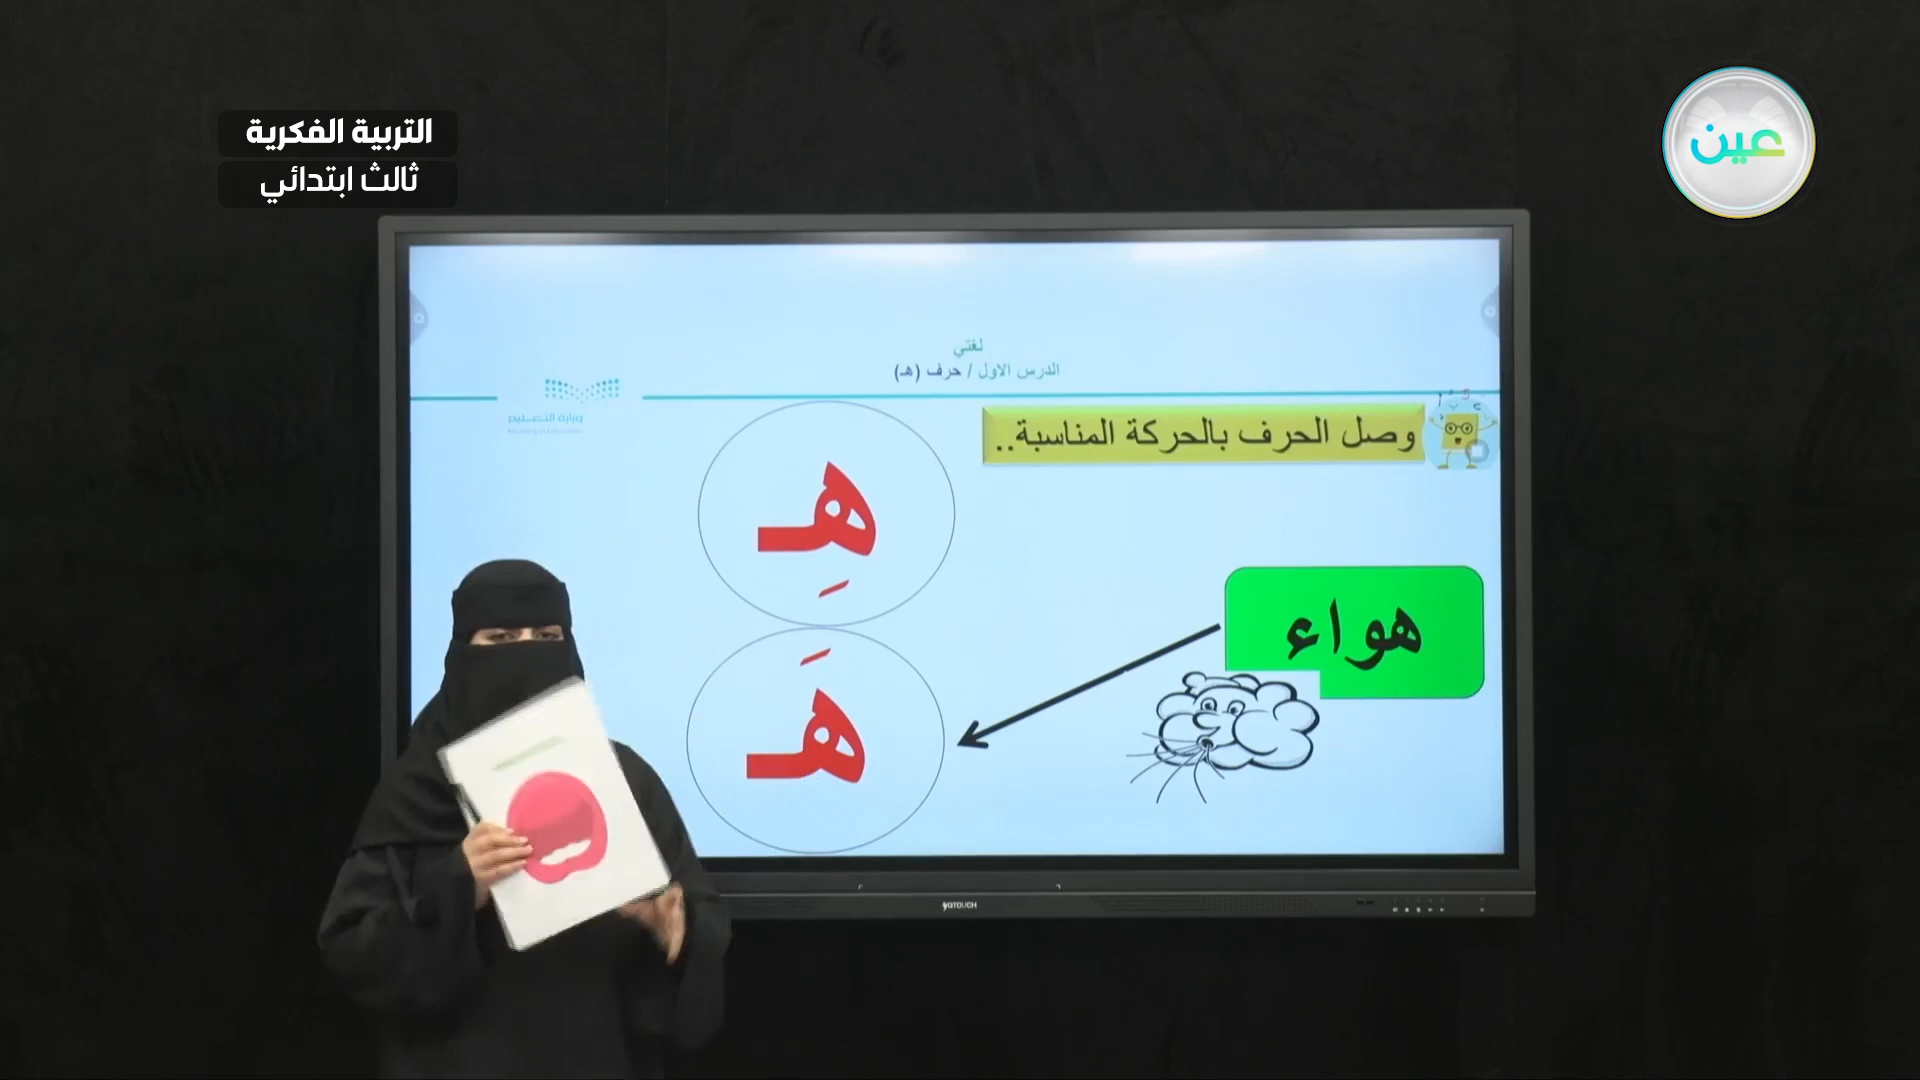 التربية الفكرية
ثالث ابتدائي
عين
لغتي
الدرس الاول / حرف (هـ)
وزارة التعليم
وصل الحرف بالحركة المناسبة..
هِـ
هواء
هَـ